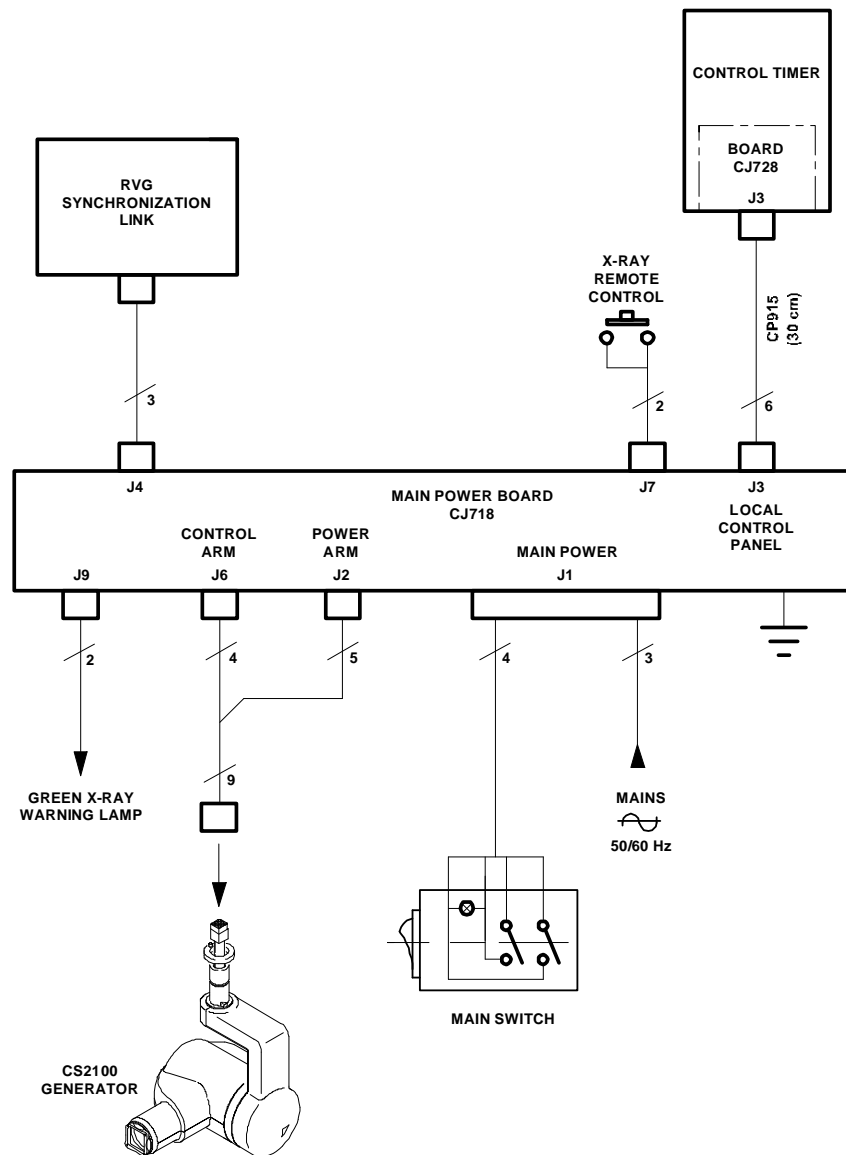 CONTROL TIMER
BOARD
CJ728
J3
RVG
SYNCHRONIZATION
LINK
X-RAY
REMOTE
CONTROL
CP915
(30 cm)
3
2
6
J4
MAIN POWER BOARD
CJ718
J7
J3
LOCAL
CONTROL
PANEL
CONTROL
ARM
J6
POWER
ARM
J2
MAIN POWER
J1
J9
2
4
5
4
3
9
GREEN X-RAY
WARNING LAMP
MAINS
50/60 Hz
MAIN SWITCH
CS2100
GENERATOR